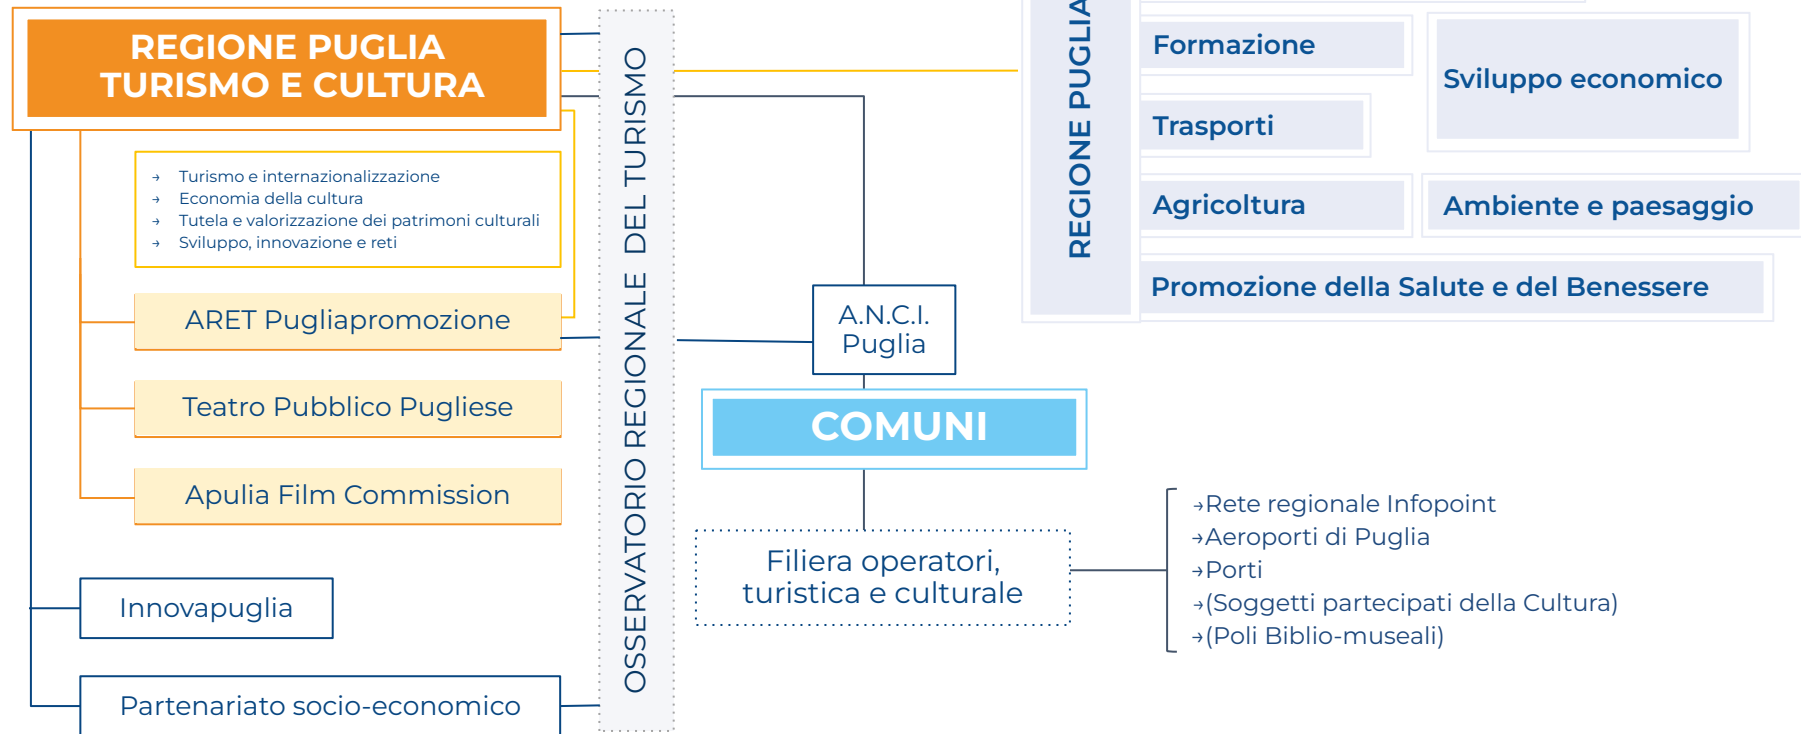 REGIONE PUGLIA
TURISMO E CULTURA
→ Turismo e internazionalizzazione
→ Economia della cultura
→ Tutela e valorizzazione dei patrimoni culturali
→ Sviluppo, innovazione e reti
ARET Pugliapromozione
Teatro Pubblico Pugliese
Apulia Film Commission
Innovapuglia
Partenariato socio-economico
OSSERVATORIO REGIONALE DEL TURISMO
A.N.C.I.
Puglia
COMUNI
Filiera operatori,
turistica e culturale
→Rete regionale Infopoint
→Aeroporti di Puglia
→Porti
→(Soggetti partecipati della Cultura)
→(Poli Biblio-museali)
REGIONE PUGLIA
Formazione
Sviluppo economico
Trasporti
Agricoltura
Ambiente e paesaggio
Promozione della Salute e del Benessere